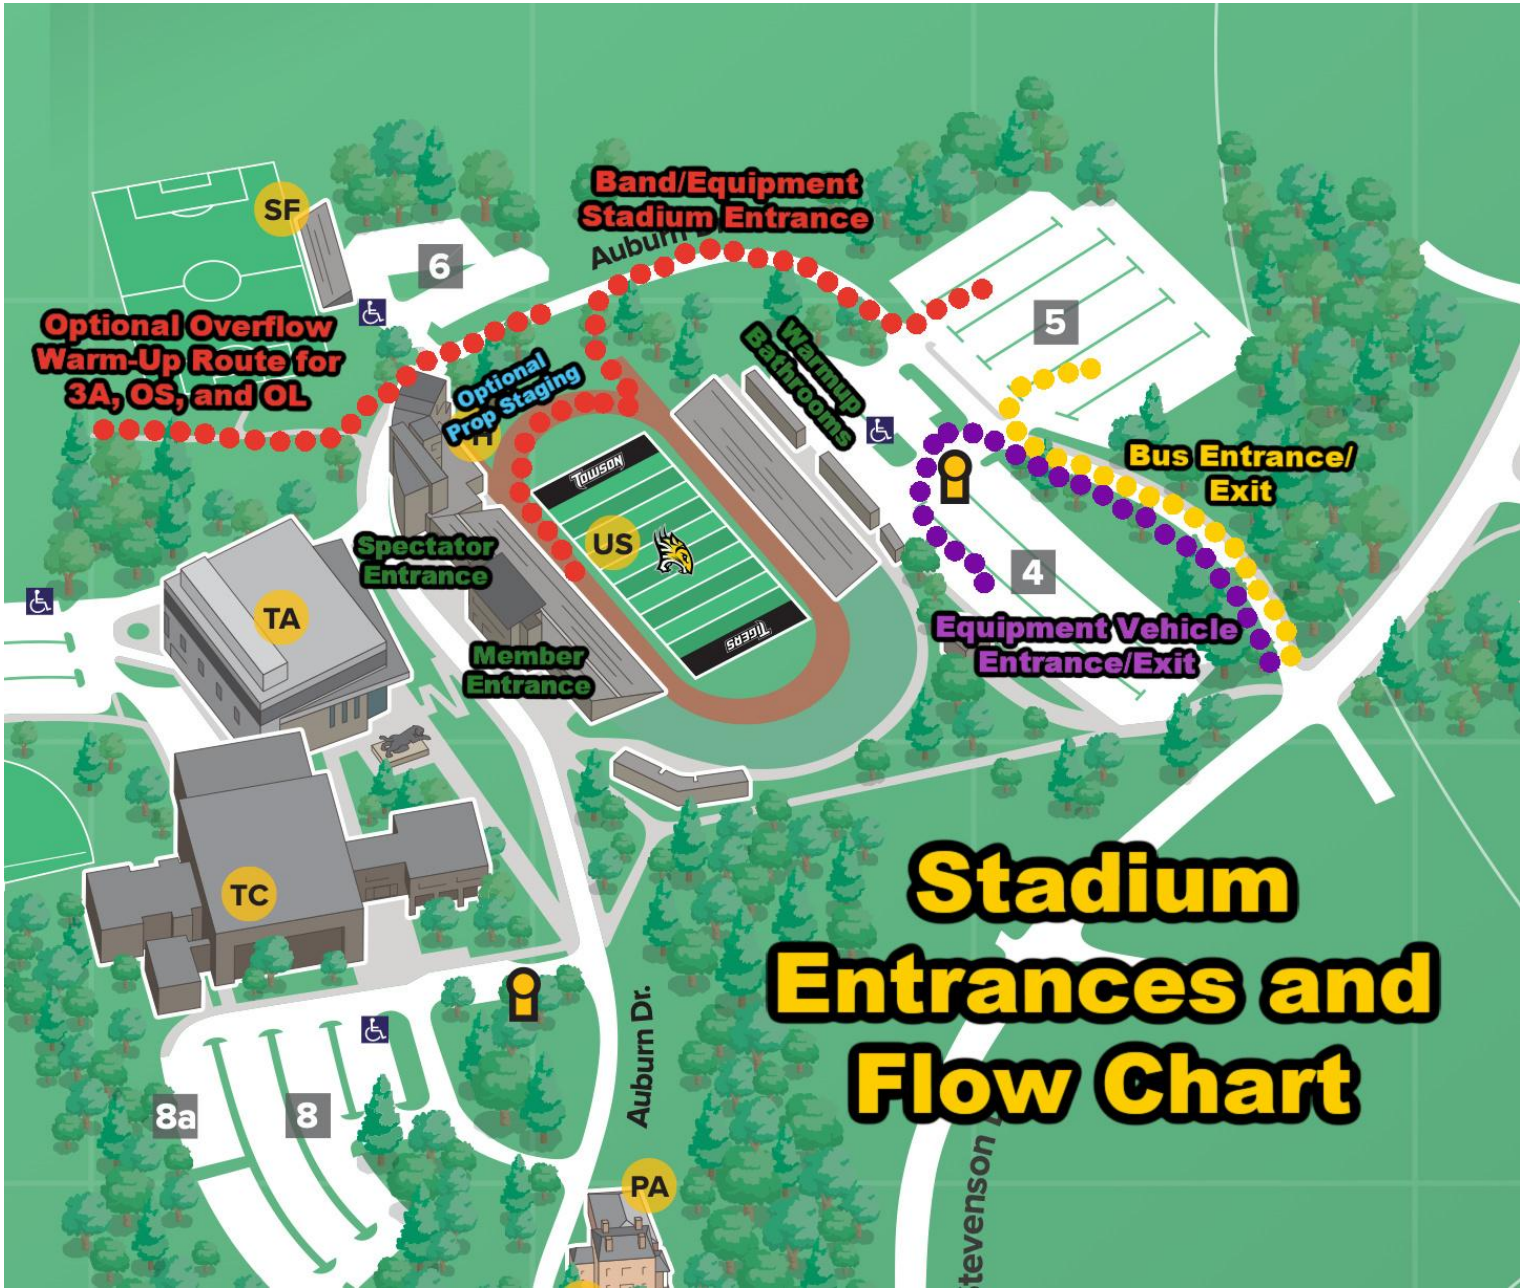 SF
6
Band/Equipment
Stadium Entrance
Auburn D
5
Optional Overflow
Warm-Up Route for
3A, OS, and OL
Optional
Prop Staging
Warmup
Bathrooms
Bus Entrance/
Exit
TOWSON
US
TIGERS
4
Equipment Vehicle
Entrance/Exit
Spectator
Entrance
Member
Entrance
TA
TC
Stadium
Entrances and
Flow Chart
Auburn Dr.
8a
8
PA
tevenson D